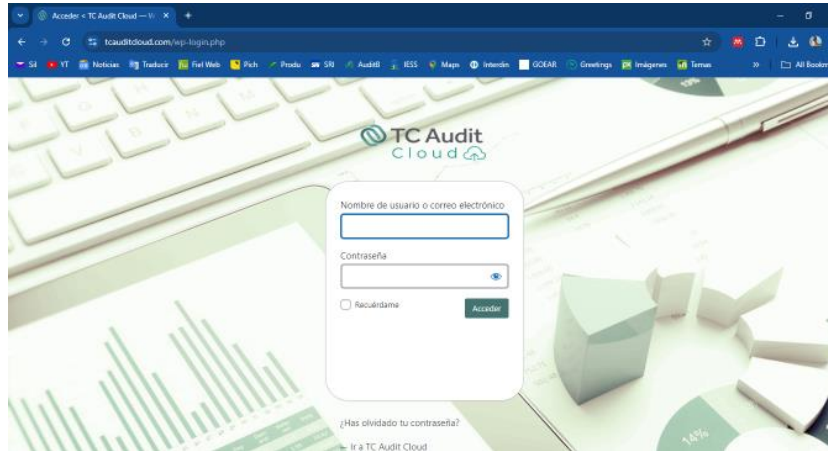 Acceder < TC Audit Cloud —
tcauditcloud.com/wp-login.php
Sil YT Noticias Traducir Fiel Web Pich Produ SRI Audit8 IESS Maps Interdin GOEAR Greetings Imágenes Temas » All Bookm
TC Audit
Cloud
Nombre de usuario o correo electrónico
Contraseña
Recuérdame
Acceder
¿Has olvidado tu contraseña?
← Ir a TC Audit Cloud
14%